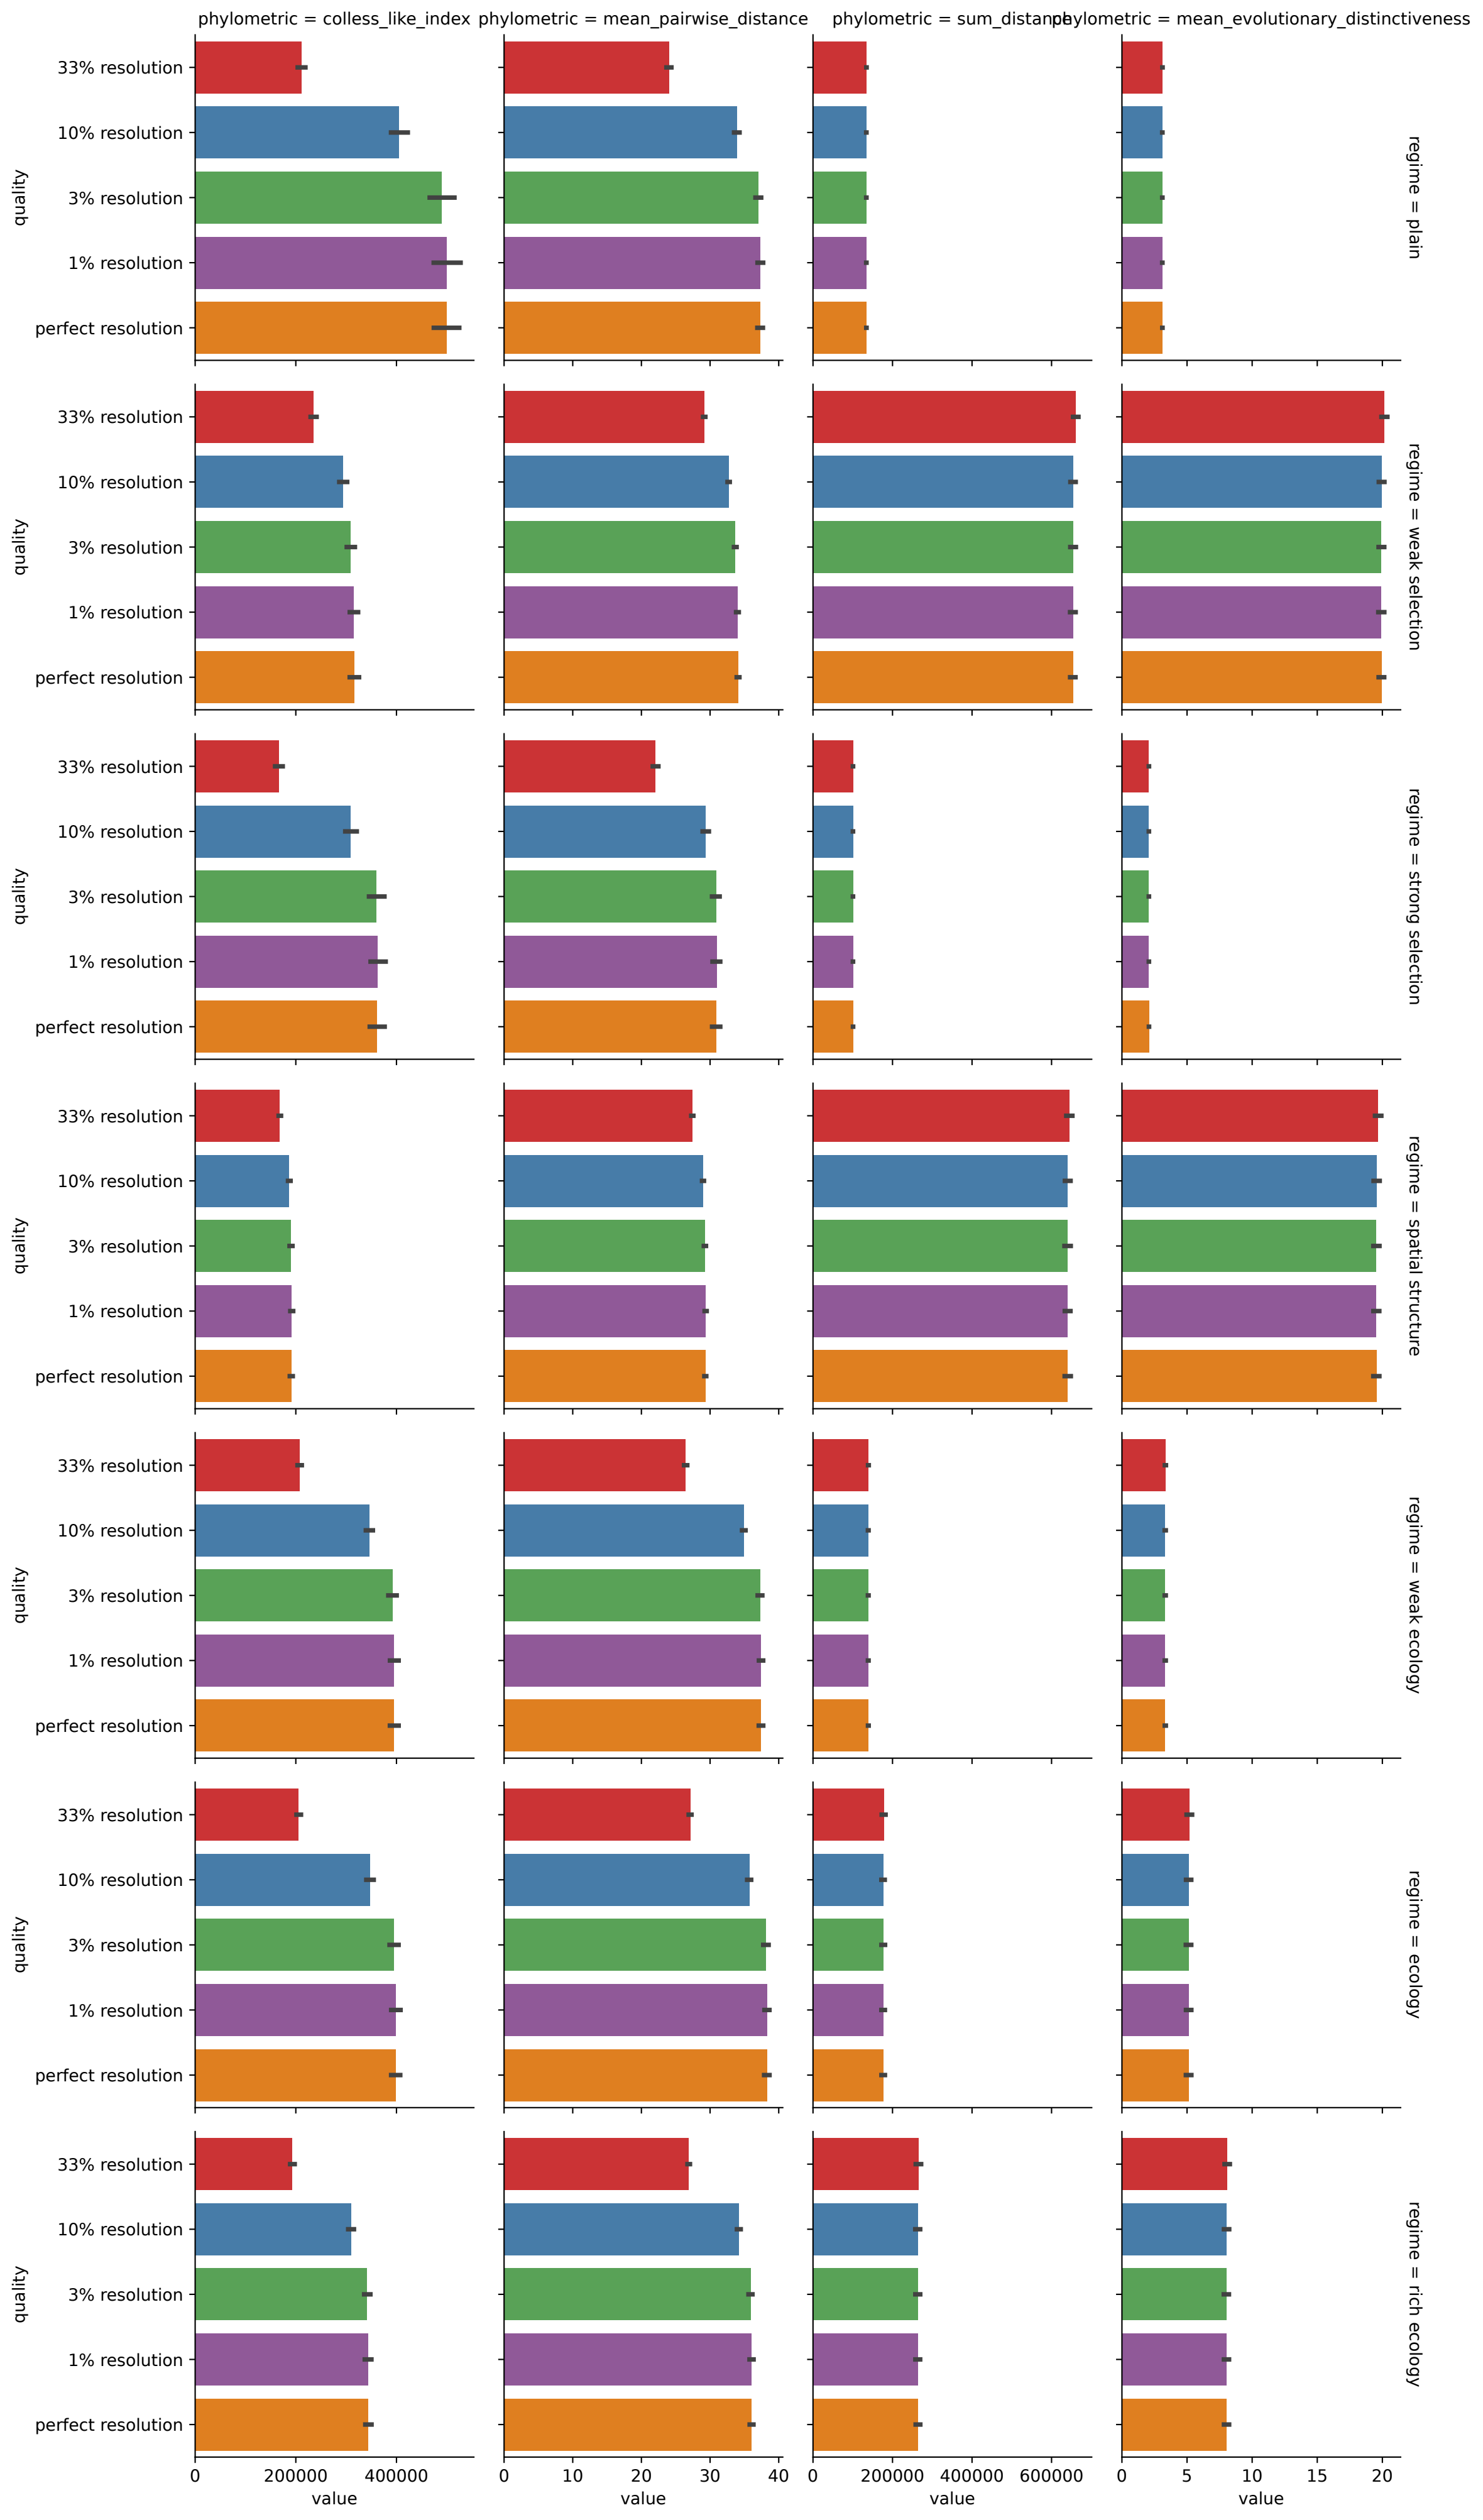 phylometric = colless_like_index phylometric = mean_pairwise_distance phylometric = sum_distance phylometric = mean_evolutionary_distinctiveness
quality
33% resolution
10% resolution
3% resolution
1% resolution
perfect resolution
regime = plain
quality
33% resolution
10% resolution
3% resolution
1% resolution
perfect resolution
regime = weak selection
quality
33% resolution
10% resolution
3% resolution
1% resolution
perfect resolution
regime = strong selection
quality
33% resolution
10% resolution
3% resolution
1% resolution
perfect resolution
regime = spatial structure
quality
33% resolution
10% resolution
3% resolution
1% resolution
perfect resolution
regime = weak ecology
quality
33% resolution
10% resolution
3% resolution
1% resolution
perfect resolution
regime = ecology
quality
33% resolution
10% resolution
3% resolution
1% resolution
perfect resolution
regime = rich ecology
0 200000 400000 0 10 20 30 40 0 200000 400000 600000 0 5 10 15 20
value value value value